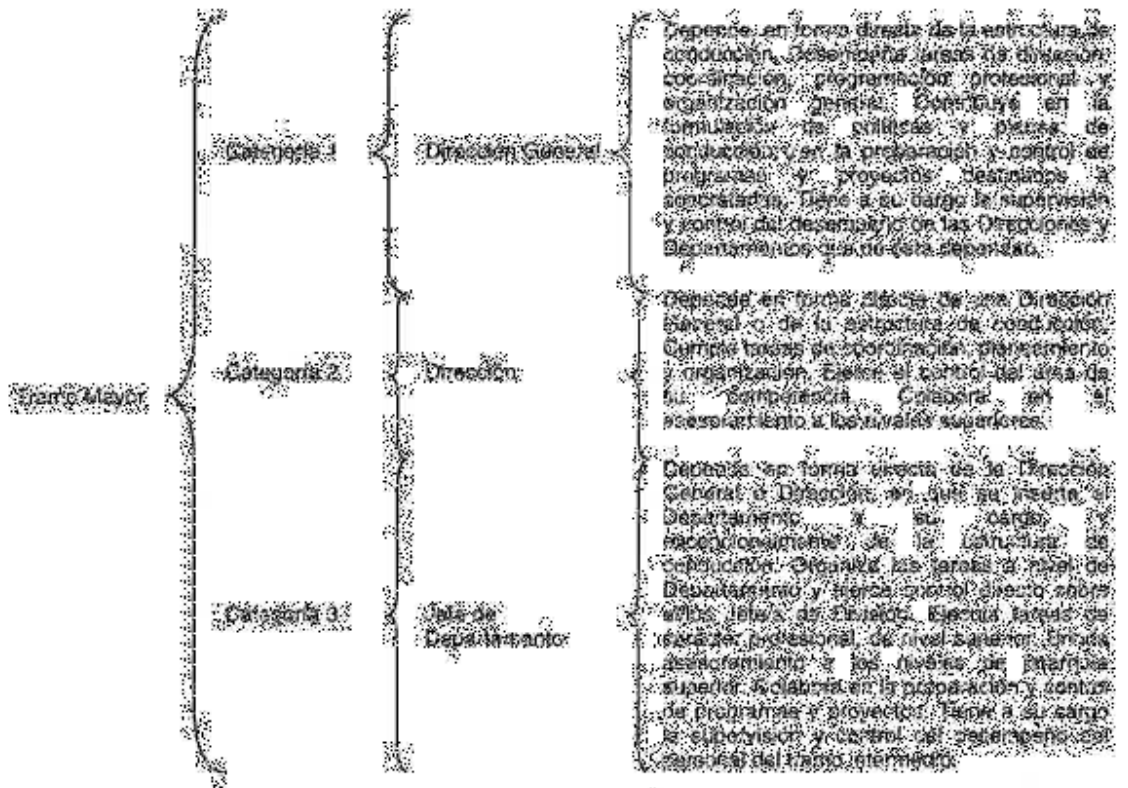 Tramo Mayor
Categoría 1
Dirección General
Depende en forma directa de la estructura de
conducción. Desempeña tareas de dirección,
coordinación, programación profesional y
organización general. Contribuye en la
formulación de políticas y planes de
conducción y en la preparación y control de
programas y proyectos destinados a
concretarlas. Tiene a su cargo la supervisión
y control del desempeño de las Direcciones y
Departamentos que de ésta dependan.
Categoría 2
Dirección
Depende en forma directa de una Dirección
General o de la estructura de conducción.
Cumple tareas de coordinación, planeamiento
y organización. Ejerce el control del área de
su competencia. Colabora en el
asesoramiento a los niveles superiores.
Categoría 3
Jefe de
Departamento
Depende en forma directa de la Dirección
General o Dirección, en que se inserta el
Departamento a su cargo, y
excepcionalmente de la estructura de
conducción. Organiza las tareas a nivel de
Departamento y ejerce control directo sobre
el/los Jefe/s de División. Ejecuta tareas de
carácter profesional, de nivel superior. Brinda
asesoramiento a los niveles de jerarquía
superior. Colabora en la preparación y control
de programas y proyectos. Tiene a su cargo
la supervisión y control del desempeño del
personal del tramo intermedio.